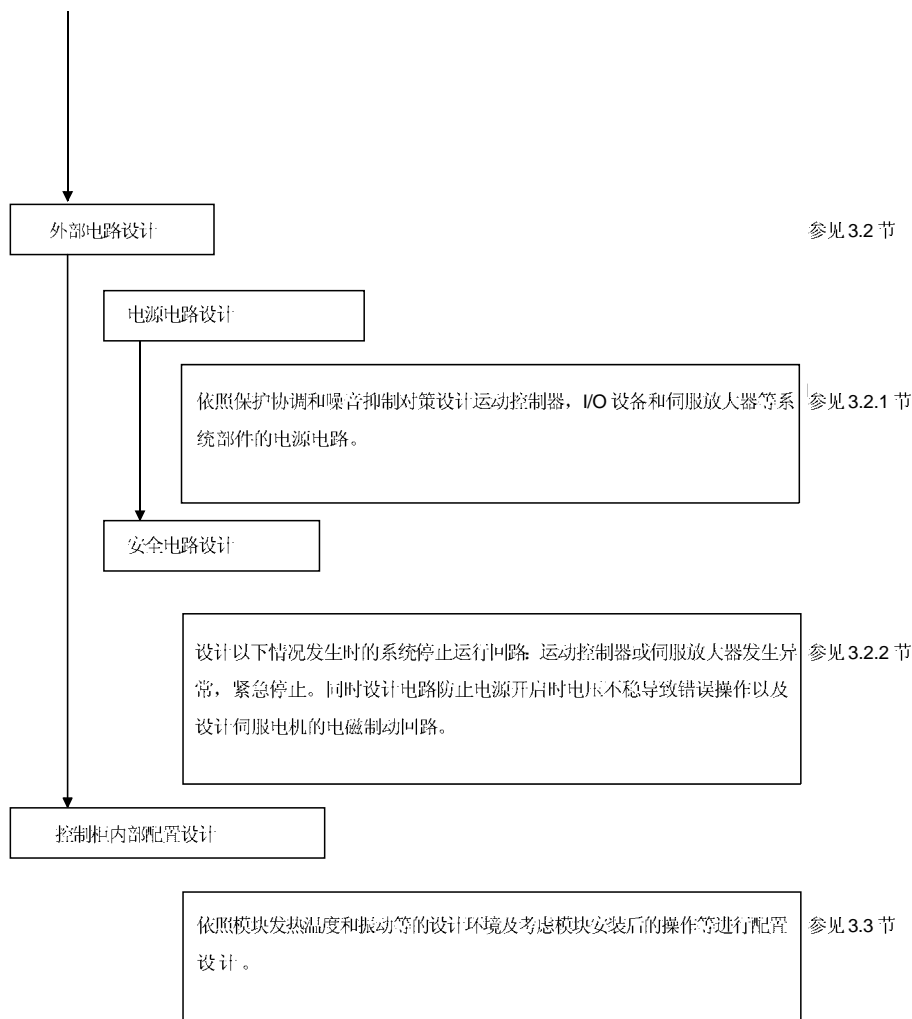 外部电路设计
参见 3.2 节
电源电路设计
依照保护协调和噪音抑制对策设计运动控制器，I/O 设备和伺服放大器等系
统部件的电源电路。
参见 3.2.1 节
安全电路设计
设计以下情况发生时的系统停止运行回路: 运动控制器或伺服放大器发生异
常，紧急停止。同时设计电路防止电源开启时电压不稳导致错误操作以及
设计伺服电机的电磁制动回路。
参见 3.2.2 节
控制柜内部配置设计
依照模块发热温度和振动等的设计环境及考虑模块安装后的操作等进行配置
设计。
参见 3.3 节